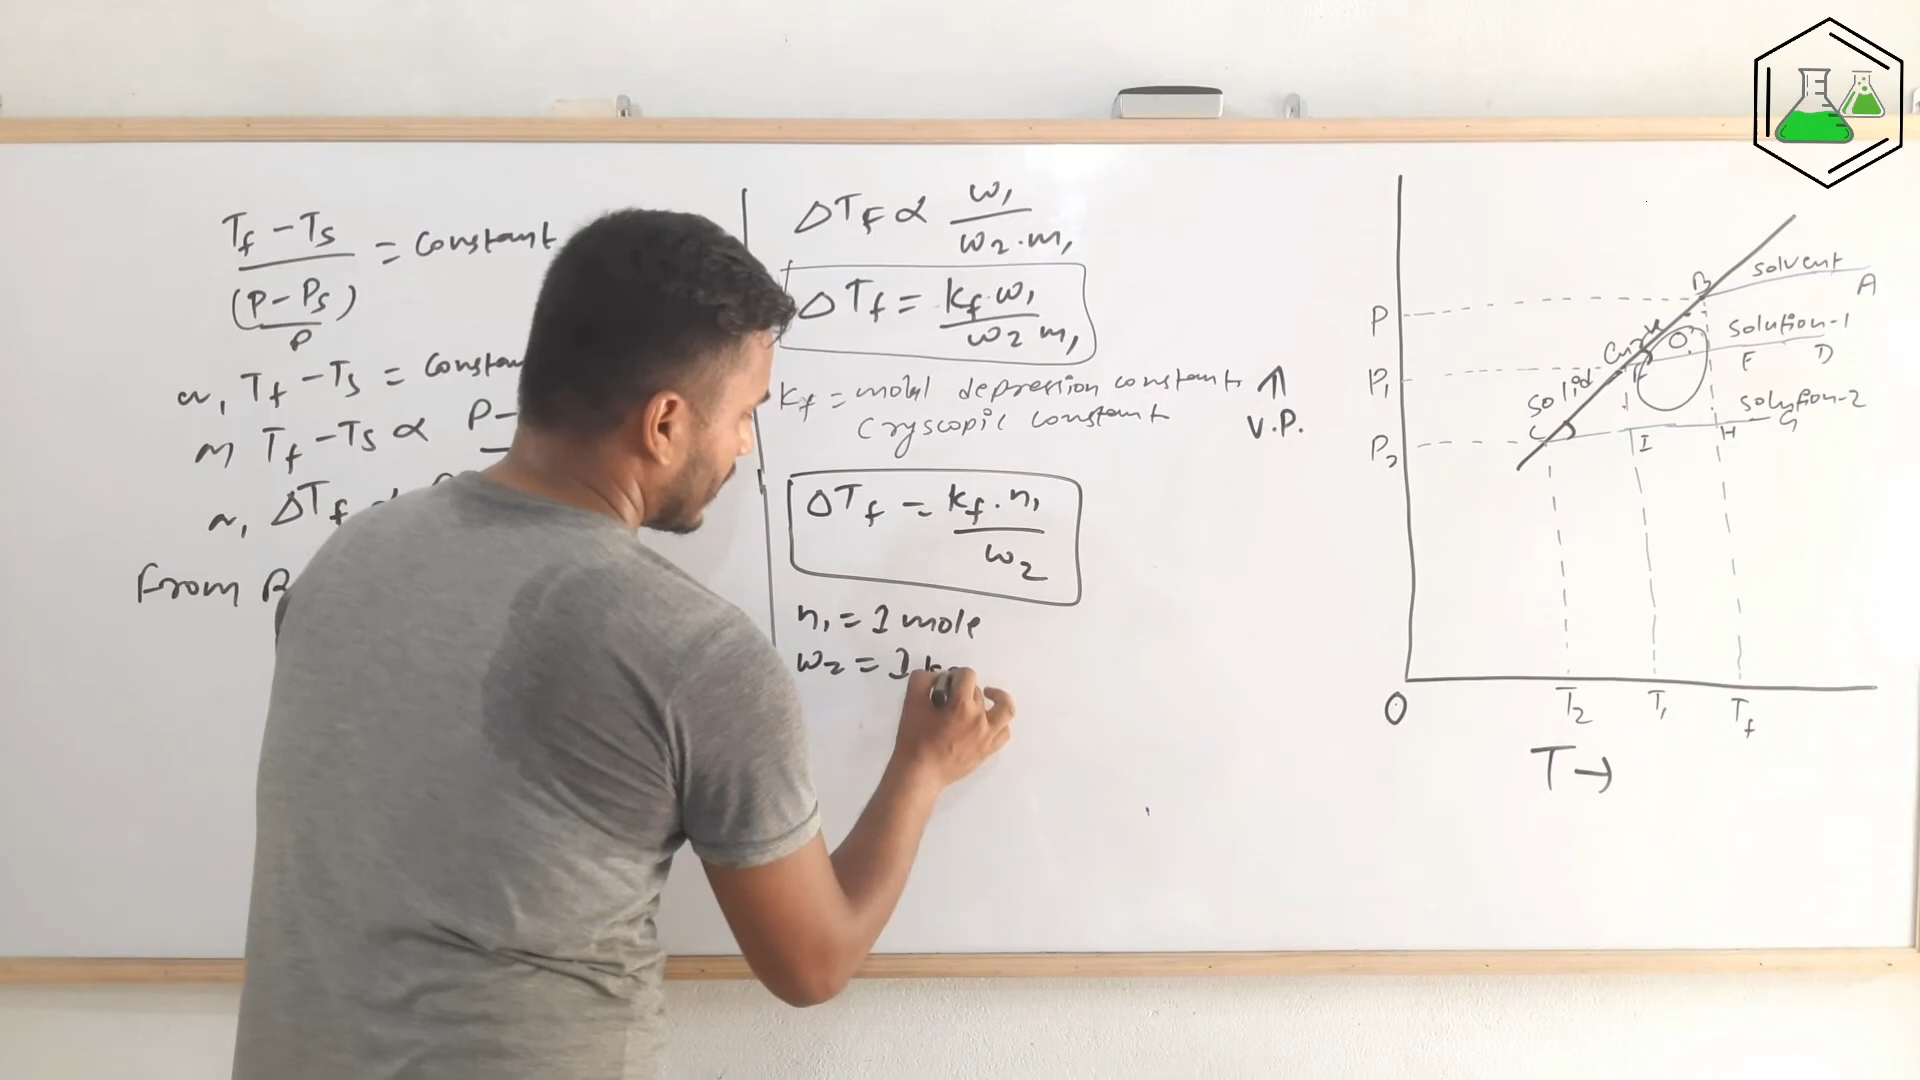 Tf - Ts
(P - Ps)
P
= Constant
a, Tf - Ts = Constan
Tf - Ts ∝ P -
a, ΔTf ∝
From
ΔTf ∝ w1
w2 . m1
ΔTf = kf . w1
w2 m1
kf = molal depression constant
Cryscopic constant
ΔTf = kf . n1
w2
n1 = 1 mole
w2 = 1 k
↑
V.P.
solvent
B
A
P
solution-1
F
D
P1
solid
solution-2
G
P2
C
I
H
O
T2
T1
Tf
T →